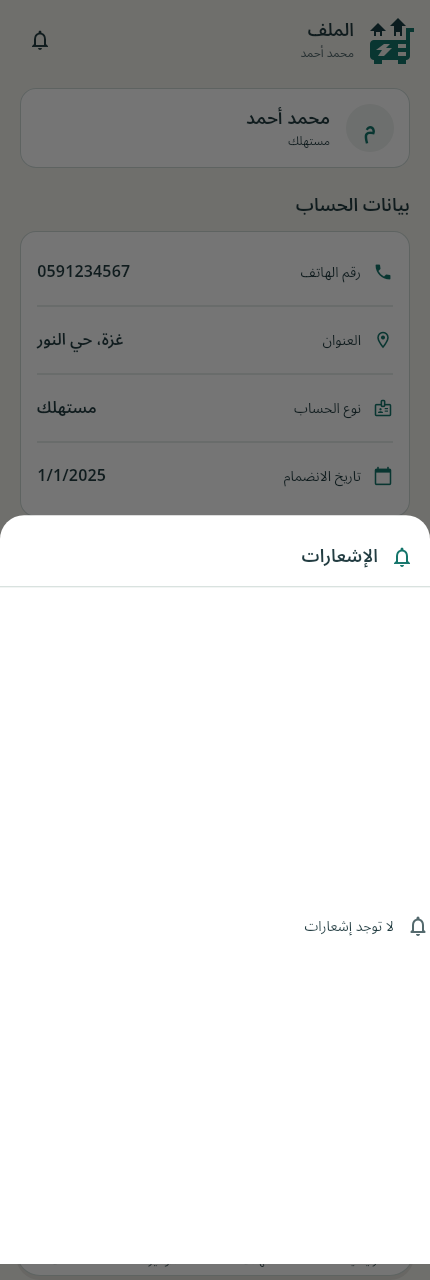 الملف
محمد أحمد
م
محمد أحمد
مستهلك
بيانات الحساب
رقم الهاتف 0591234567
العنوان غزة، حي النور
نوع الحساب مستهلك
تاريخ الانضمام 1/1/2025
الإشعارات
لا توجد إشعارات